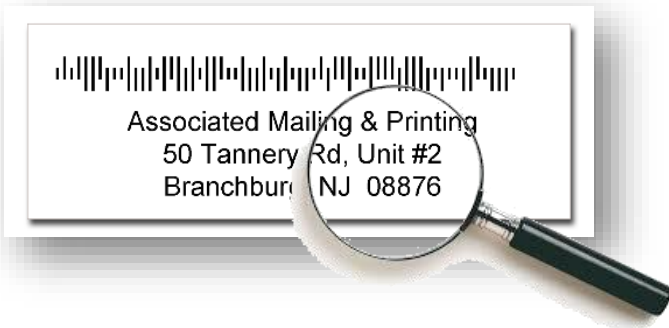 Associated Mailing & Printing
50 Tannery Rd, Unit #2
Branchburg NJ 08876